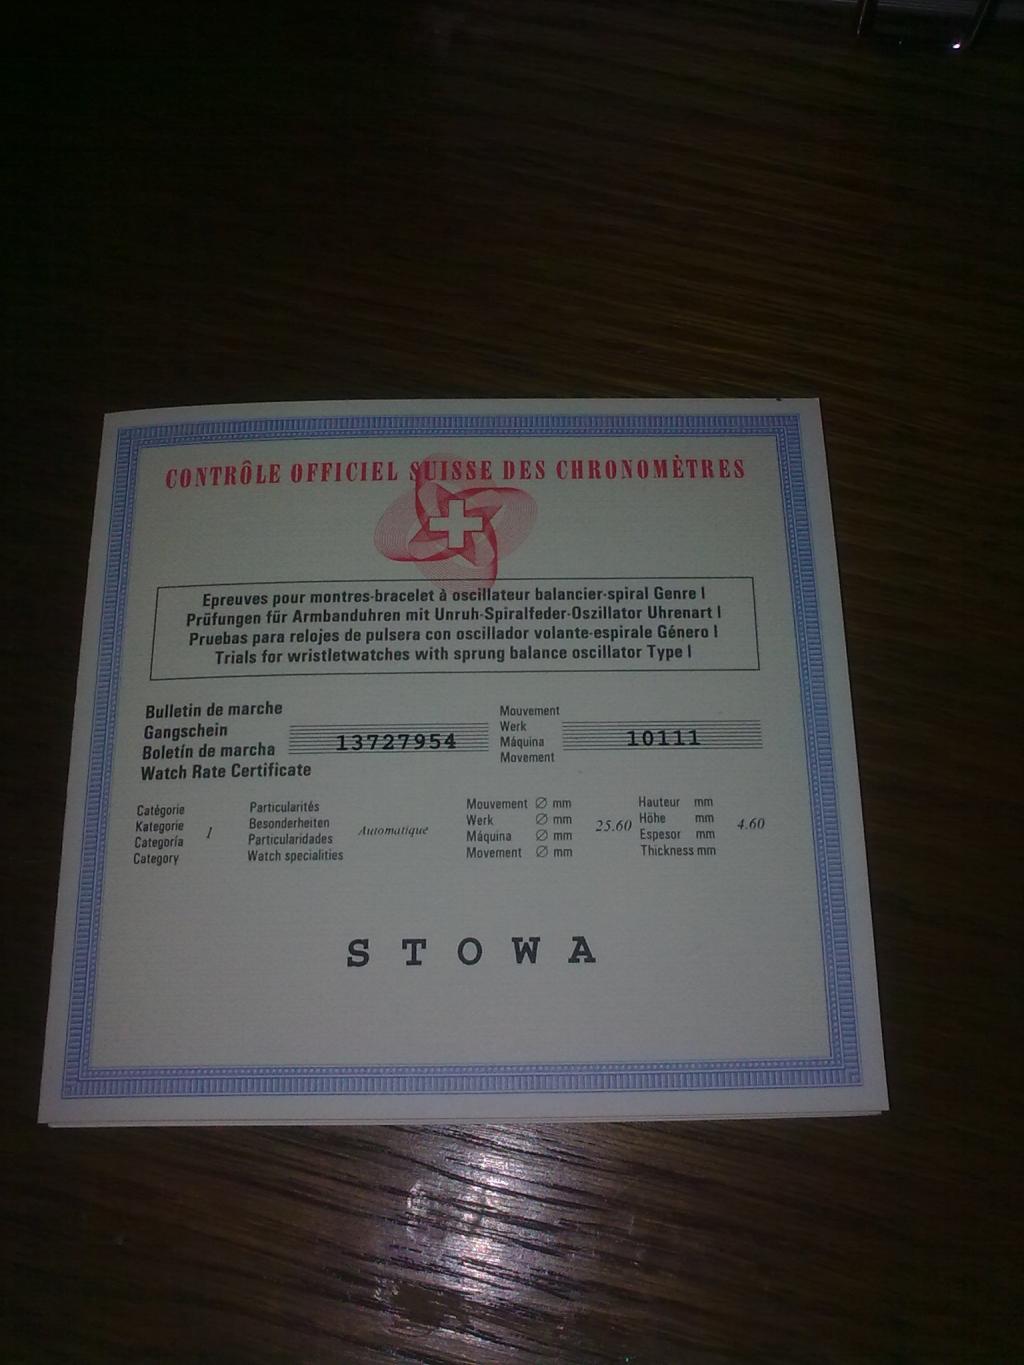 CONTRÔLE OFFICIEL SUISSE DES CHRONOMÈTRES
Epreuves pour montres-bracelet à oscillateur balancier-spiral Genre I
Prüfungen für Armbanduhren mit Unruh-Spiralfeder-Oszillator Uhrenart I
Pruebas para relojes de pulsera con oscillador volante-espirale Género I
Trials for wristletwatches with sprung balance oscillator Type I
Bulletin de marche
Gangschein
Boletín de marcha
Watch Rate Certificate
13727954
Mouvement
Werk
Máquina
Movement
10111
Catégorie
Kategorie
Categoría
Category
1
Particularités
Besonderheiten
Particularidades
Watch specialities
Automatique
Mouvement ∅ mm
Werk ∅ mm
Máquina ∅ mm
Movement ∅ mm
25.60
Hauteur mm
Höhe mm
Espesor mm
Thickness mm
4.60
STOWA